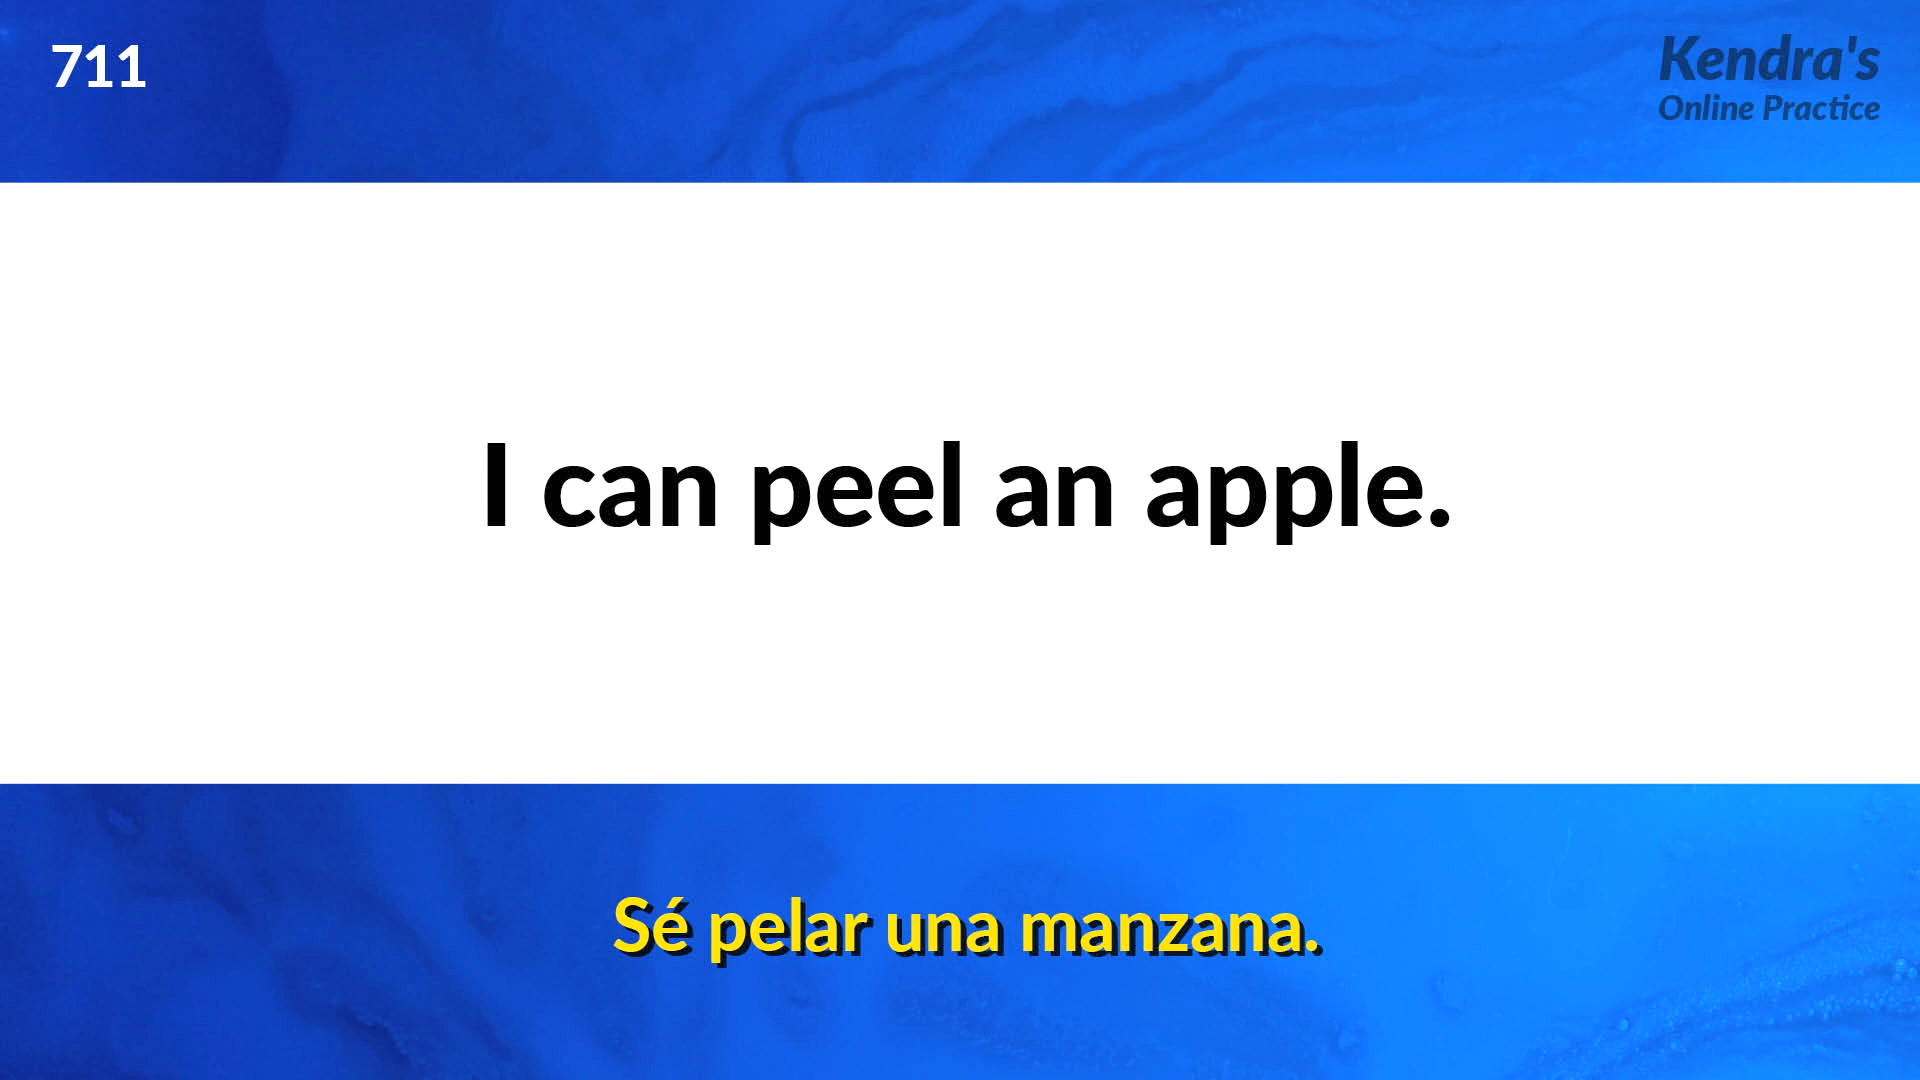 711
Kendra's
Online Practice
I can peel an apple.
Sé pelar una manzana.